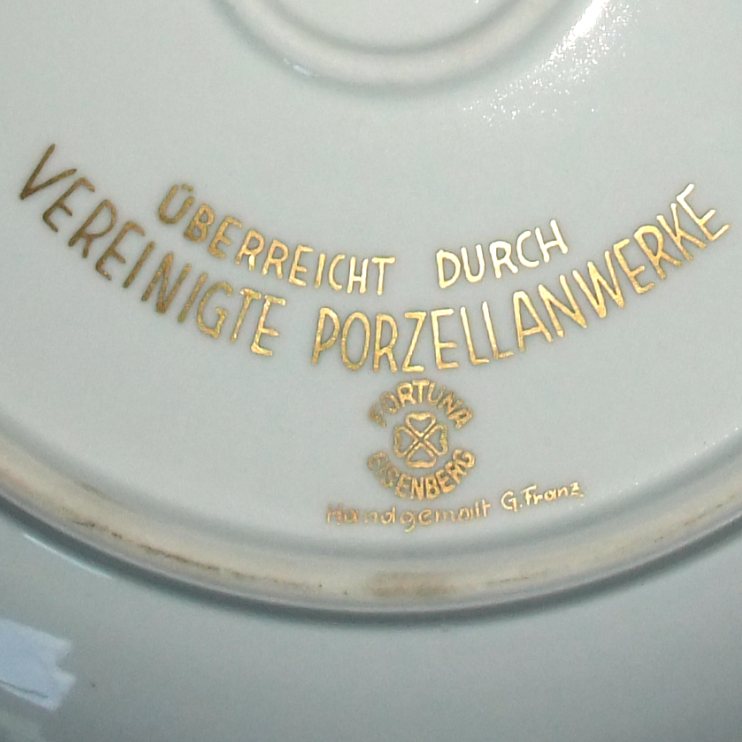 ÜBERREICHT DURCH
VEREINIGTE PORZELLANWERKE
FORTUNA
EISENBERG
Handgemalt G. Franz